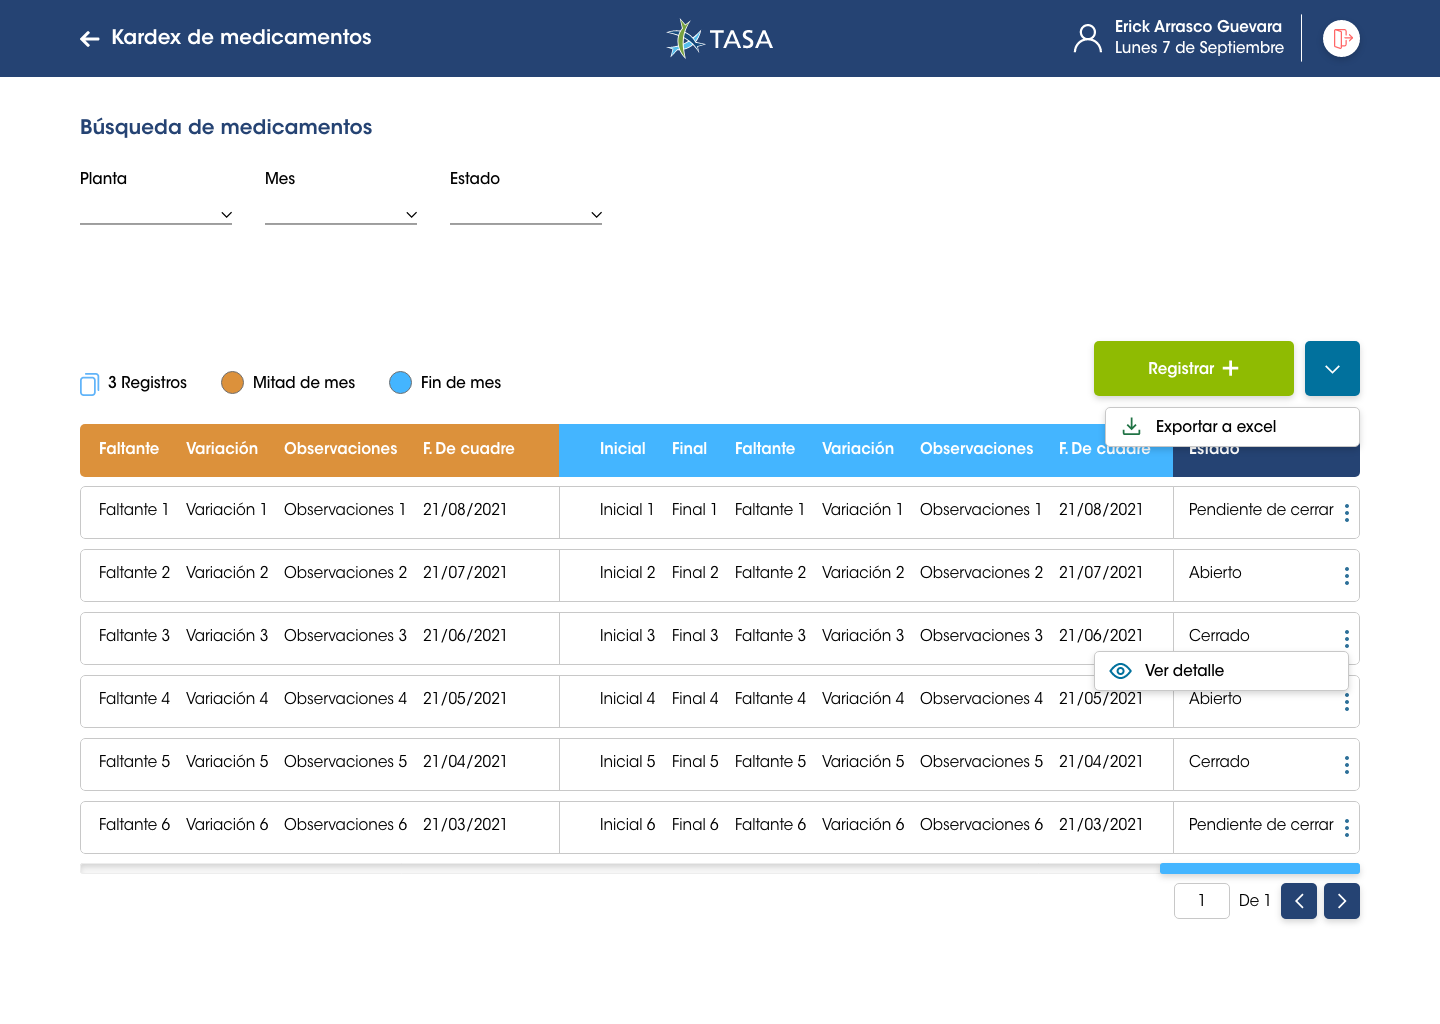 Kardex de medicamentos
TASA
Erick Arrasco Guevara
Lunes 7 de Septiembre
Búsqueda de medicamentos
Planta Mes Estado
3 Registros Mitad de mes Fin de mes
Registrar
Exportar a excel
Faltante Variación Observaciones F. De cuadre Inicial Final Faltante Variación Observaciones F. De cuadre Estado
Faltante 1 Variación 1 Observaciones 1 21/08/2021 Inicial 1 Final 1 Faltante 1 Variación 1 Observaciones 1 21/08/2021 Pendiente de cerrar
Faltante 2 Variación 2 Observaciones 2 21/07/2021 Inicial 2 Final 2 Faltante 2 Variación 2 Observaciones 2 21/07/2021 Abierto
Faltante 3 Variación 3 Observaciones 3 21/06/2021 Inicial 3 Final 3 Faltante 3 Variación 3 Observaciones 3 21/06/2021 Cerrado
Ver detalle
Faltante 4 Variación 4 Observaciones 4 21/05/2021 Inicial 4 Final 4 Faltante 4 Variación 4 Observaciones 4 21/05/2021 Abierto
Faltante 5 Variación 5 Observaciones 5 21/04/2021 Inicial 5 Final 5 Faltante 5 Variación 5 Observaciones 5 21/04/2021 Cerrado
Faltante 6 Variación 6 Observaciones 6 21/03/2021 Inicial 6 Final 6 Faltante 6 Variación 6 Observaciones 6 21/03/2021 Pendiente de cerrar
1 De 1